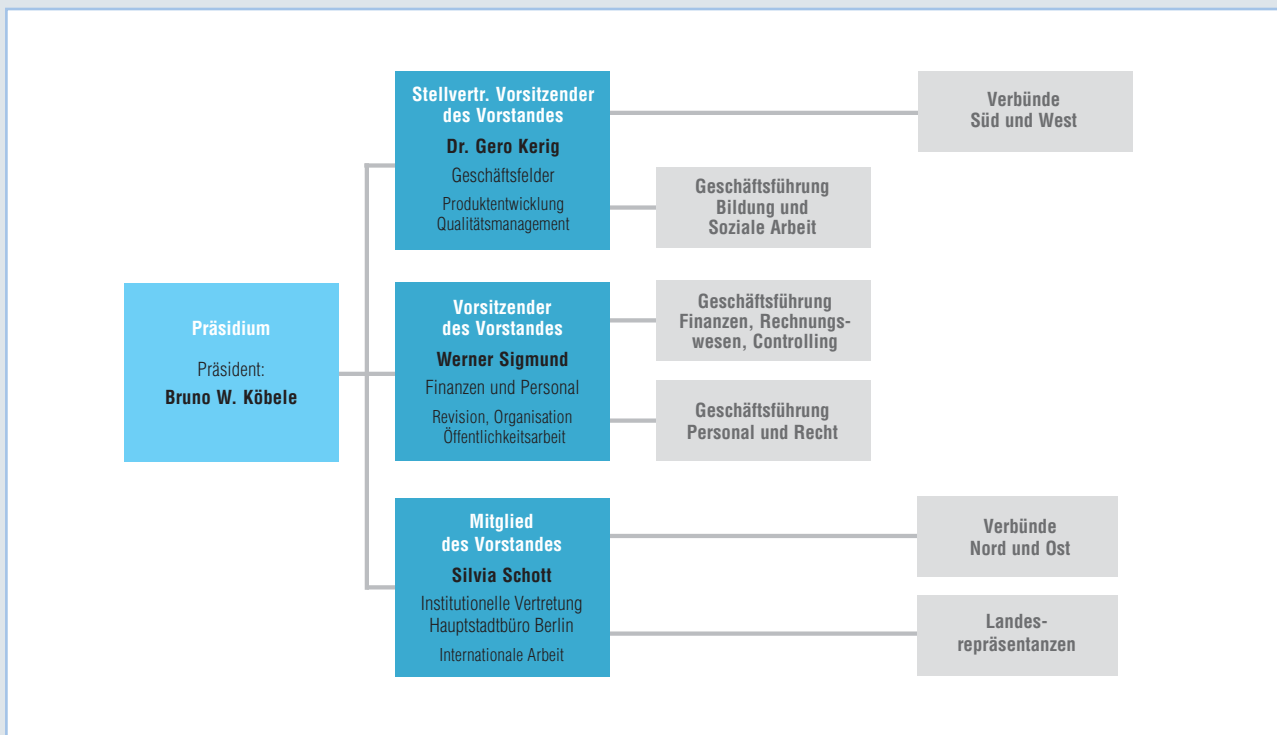 Präsidium
Präsident:
Bruno W. Köbele
Stellvertr. Vorsitzender
des Vorstandes
Dr. Gero Kerig
Geschäftsfelder
Produktentwicklung
Qualitätsmanagement
Verbünde
Süd und West
Geschäftsführung
Bildung und
Soziale Arbeit
Vorsitzender
des Vorstandes
Werner Sigmund
Finanzen und Personal
Revision, Organisation
Öffentlichkeitsarbeit
Geschäftsführung
Finanzen, Rechnungs-
wesen, Controlling
Geschäftsführung
Personal und Recht
Mitglied
des Vorstandes
Silvia Schott
Institutionelle Vertretung
Hauptstadtbüro Berlin
Internationale Arbeit
Verbünde
Nord und Ost
Landes-
repräsentanzen